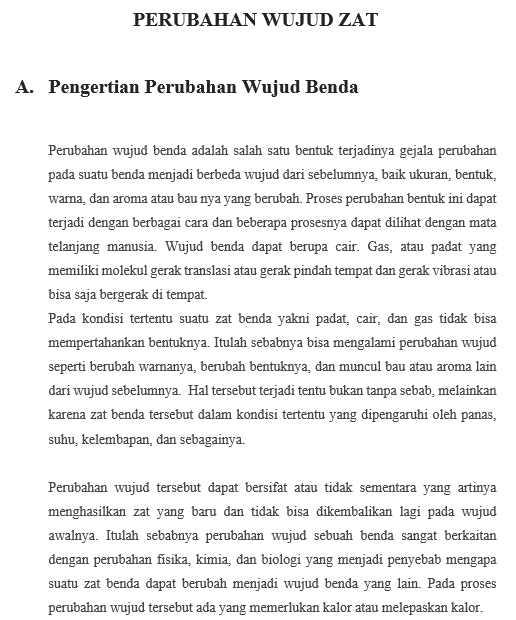 PERUBAHAN WUJUD ZAT
A. Pengertian Perubahan Wujud Benda
Perubahan wujud benda adalah salah satu bentuk terjadinya gejala perubahan
pada suatu benda menjadi berbeda wujud dari sebelumnya, baik ukuran, bentuk,
warna, dan aroma atau bau nya yang berubah. Proses perubahan bentuk ini dapat
terjadi dengan berbagai cara dan beberapa prosesnya dapat dilihat dengan mata
telanjang manusia. Wujud benda dapat berupa cair. Gas, atau padat yang
memiliki molekul gerak translasi atau gerak pindah tempat dan gerak vibrasi atau
bisa saja bergerak di tempat.
Pada kondisi tertentu suatu zat benda yakni padat, cair, dan gas tidak bisa
mempertahankan bentuknya. Itulah sebabnya bisa mengalami perubahan wujud
seperti berubah warnanya, berubah bentuknya, dan muncul bau atau aroma lain
dari wujud sebelumnya. Hal tersebut terjadi tentu bukan tanpa sebab, melainkan
karena zat benda tersebut dalam kondisi tertentu yang dipengaruhi oleh panas,
suhu, kelembapan, dan sebagainya.
Perubahan wujud tersebut dapat bersifat atau tidak sementara yang artinya
menghasilkan zat yang baru dan tidak bisa dikembalikan lagi pada wujud
awalnya. Itulah sebabnya perubahan wujud sebuah benda sangat berkaitan
dengan perubahan fisika, kimia, dan biologi yang menjadi penyebab mengapa
suatu zat benda dapat berubah menjadi wujud benda yang lain. Pada proses
perubahan wujud tersebut ada yang memerlukan kalor atau melepaskan kalor.